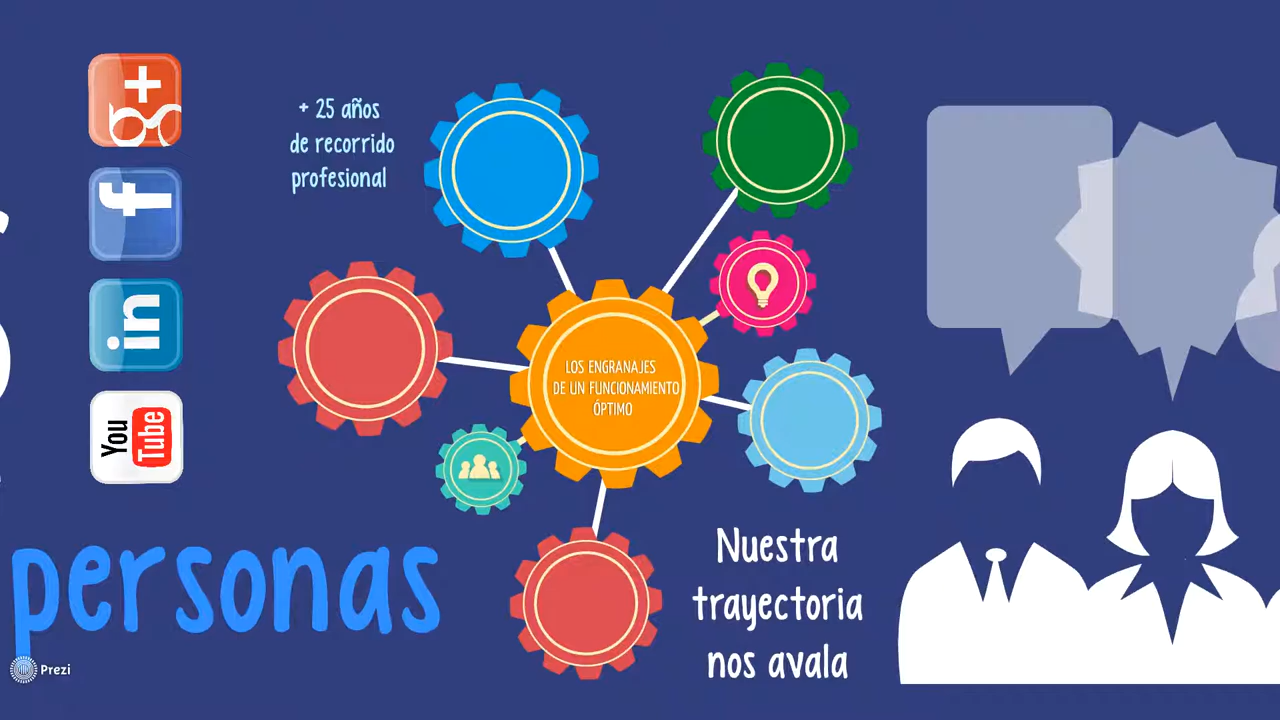 g+
f
in
You
Tube
+ 25 años
de recorrido
profesional
LOS ENGRANAJES
DE UN FUNCIONAMIENTO
ÓPTIMO
personas
Nuestra
trayectoria
nos avala
Prezi